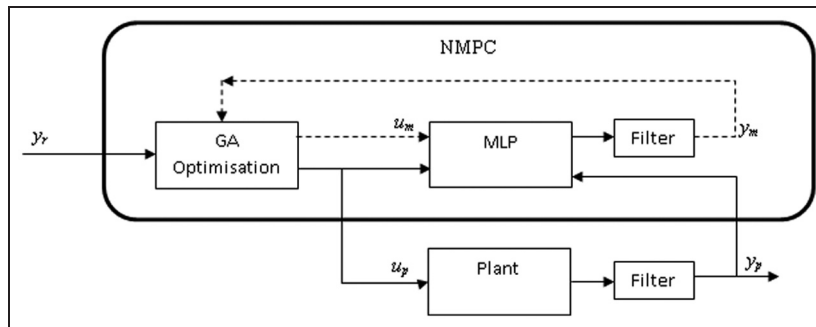 NMPC
y_r
GA
Optimisation
u_m
MLP
Filter
y_m
u_p
Plant
Filter
y_p